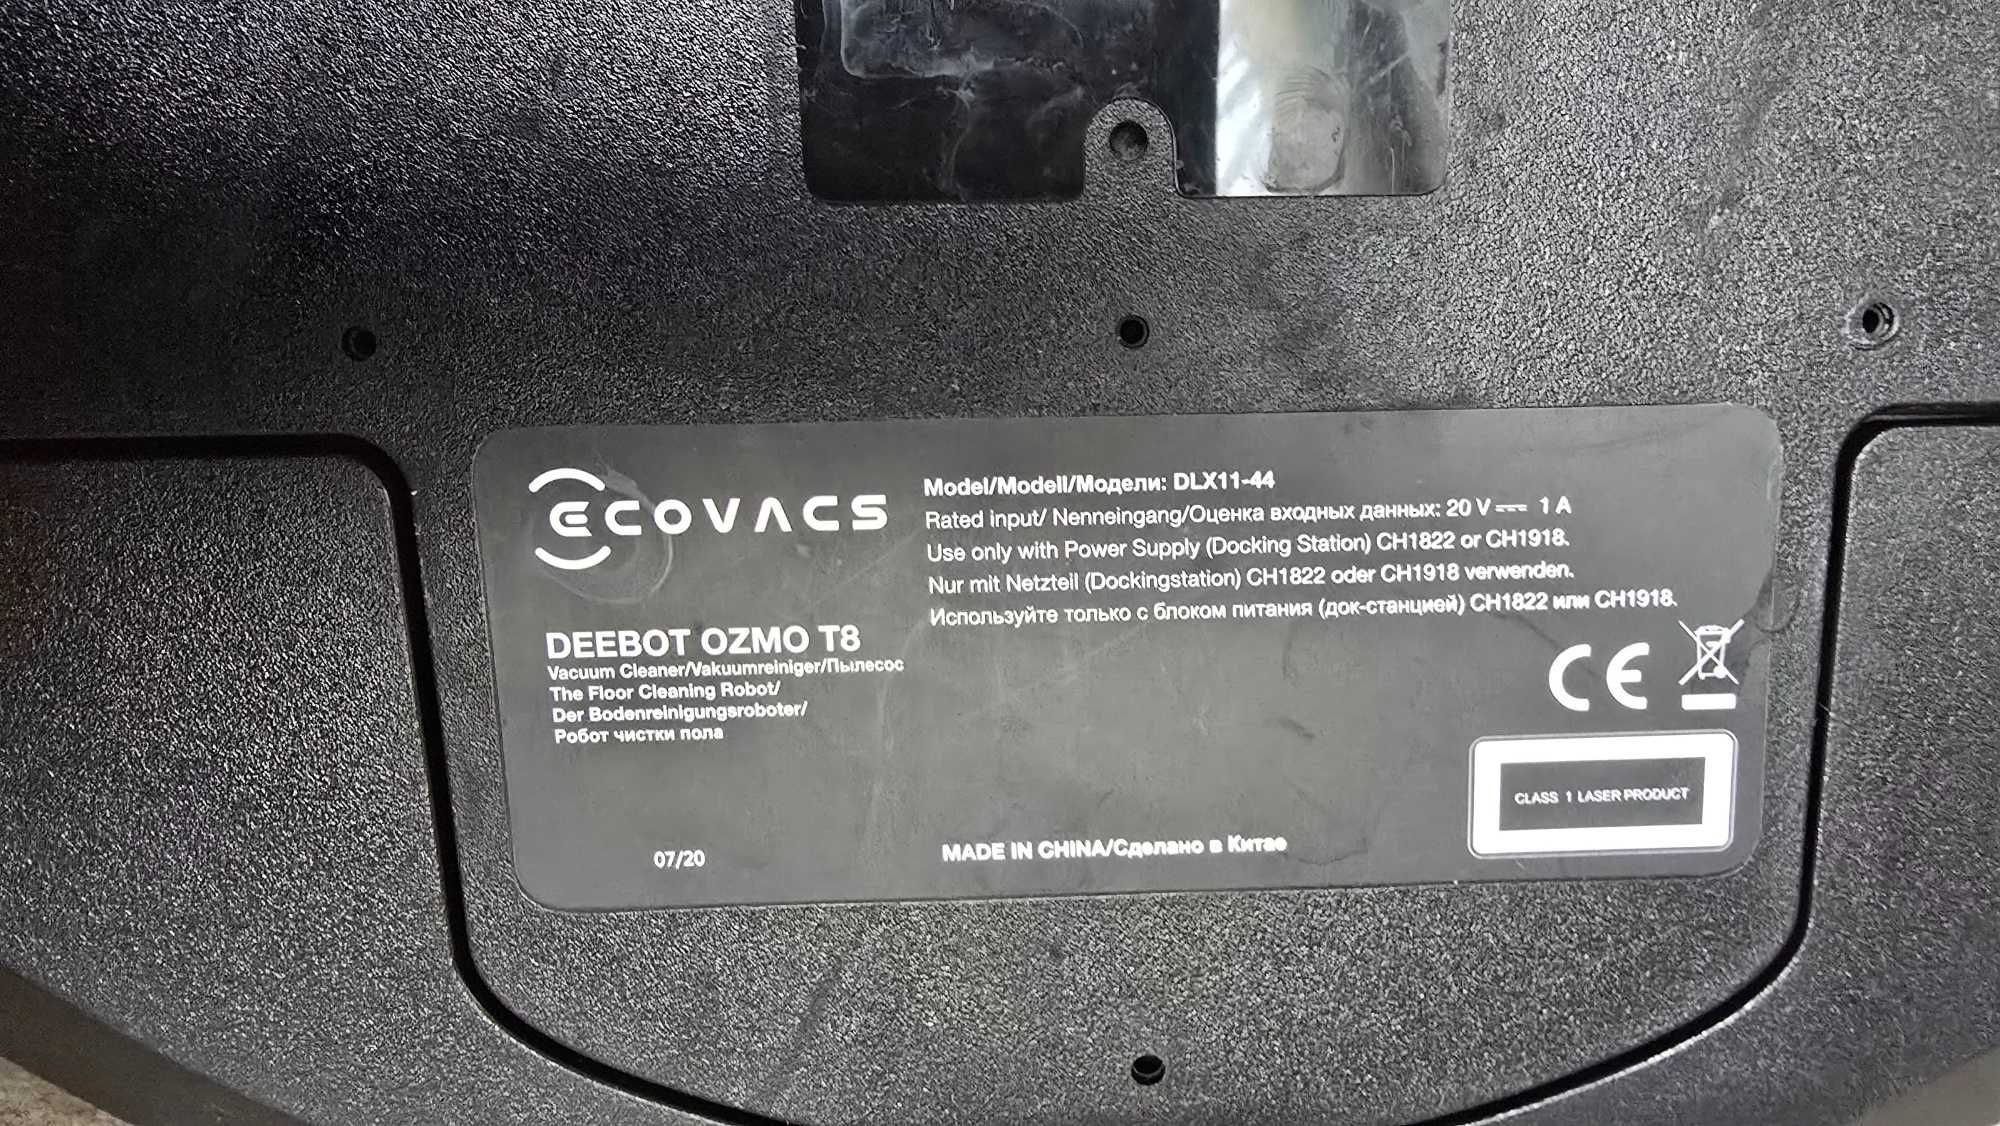 ECOVACS
DEEBOT OZMO T8
Vacuum Cleaner/Vakuumreiniger/Пылесос
The Floor Cleaning Robot/
Der Bodenreinigungsroboter/
Робот чистки пола
07/20
Model/Modell/Модели: DLX11-44
Rated input/ Nenneingang/Оценка входных данных: 20 V ⎓ 1 A
Use only with Power Supply (Docking Station) CH1822 or CH1918.
Nur mit Netzteil (Dockingstation) CH1822 oder CH1918 verwenden.
Используйте только с блоком питания (док-станцией) CH1822 или CH1918.
CE
CLASS 1 LASER PRODUCT
MADE IN CHINA/Сделано в Китае